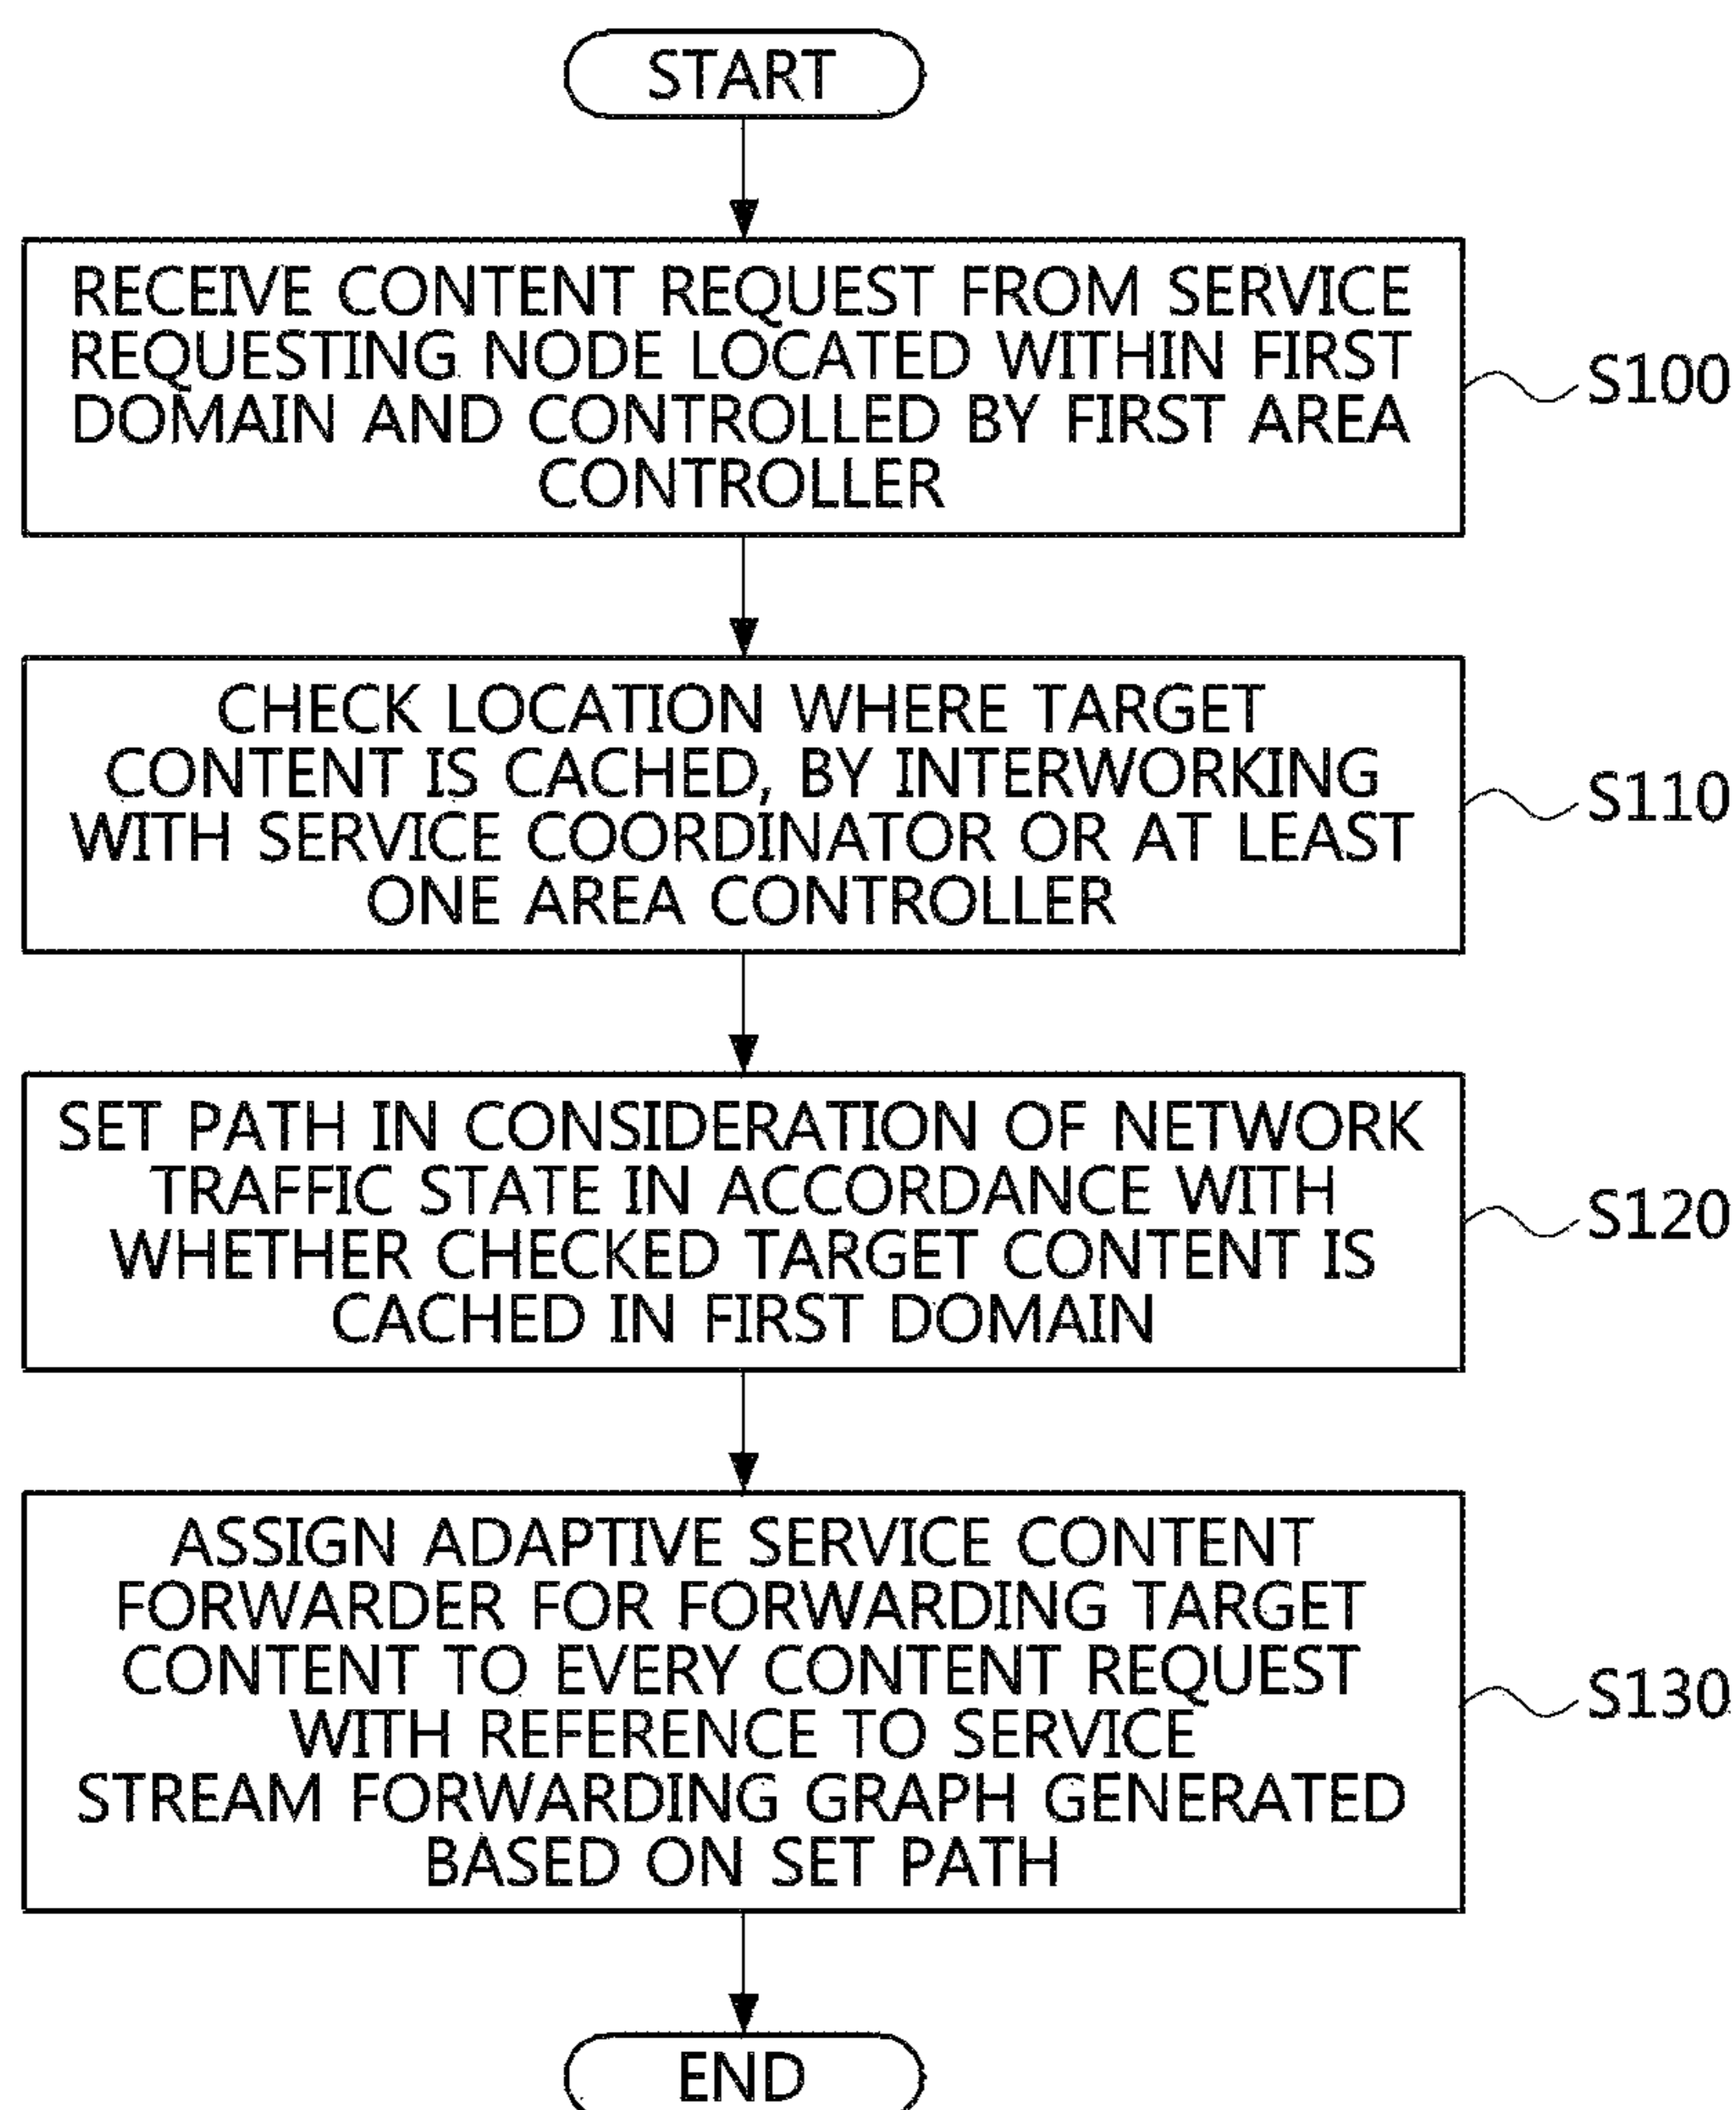 START
RECEIVE CONTENT REQUEST FROM SERVICE
REQUESTING NODE LOCATED WITHIN FIRST
DOMAIN AND CONTROLLED BY FIRST AREA
CONTROLLER
S100
CHECK LOCATION WHERE TARGET
CONTENT IS CACHED, BY INTERWORKING
WITH SERVICE COORDINATOR OR AT LEAST
ONE AREA CONTROLLER
S110
SET PATH IN CONSIDERATION OF NETWORK
TRAFFIC STATE IN ACCORDANCE WITH
WHETHER CHECKED TARGET CONTENT IS
CACHED IN FIRST DOMAIN
S120
ASSIGN ADAPTIVE SERVICE CONTENT
FORWARDER FOR FORWARDING TARGET
CONTENT TO EVERY CONTENT REQUEST
WITH REFERENCE TO SERVICE
STREAM FORWARDING GRAPH GENERATED
BASED ON SET PATH
S130
END